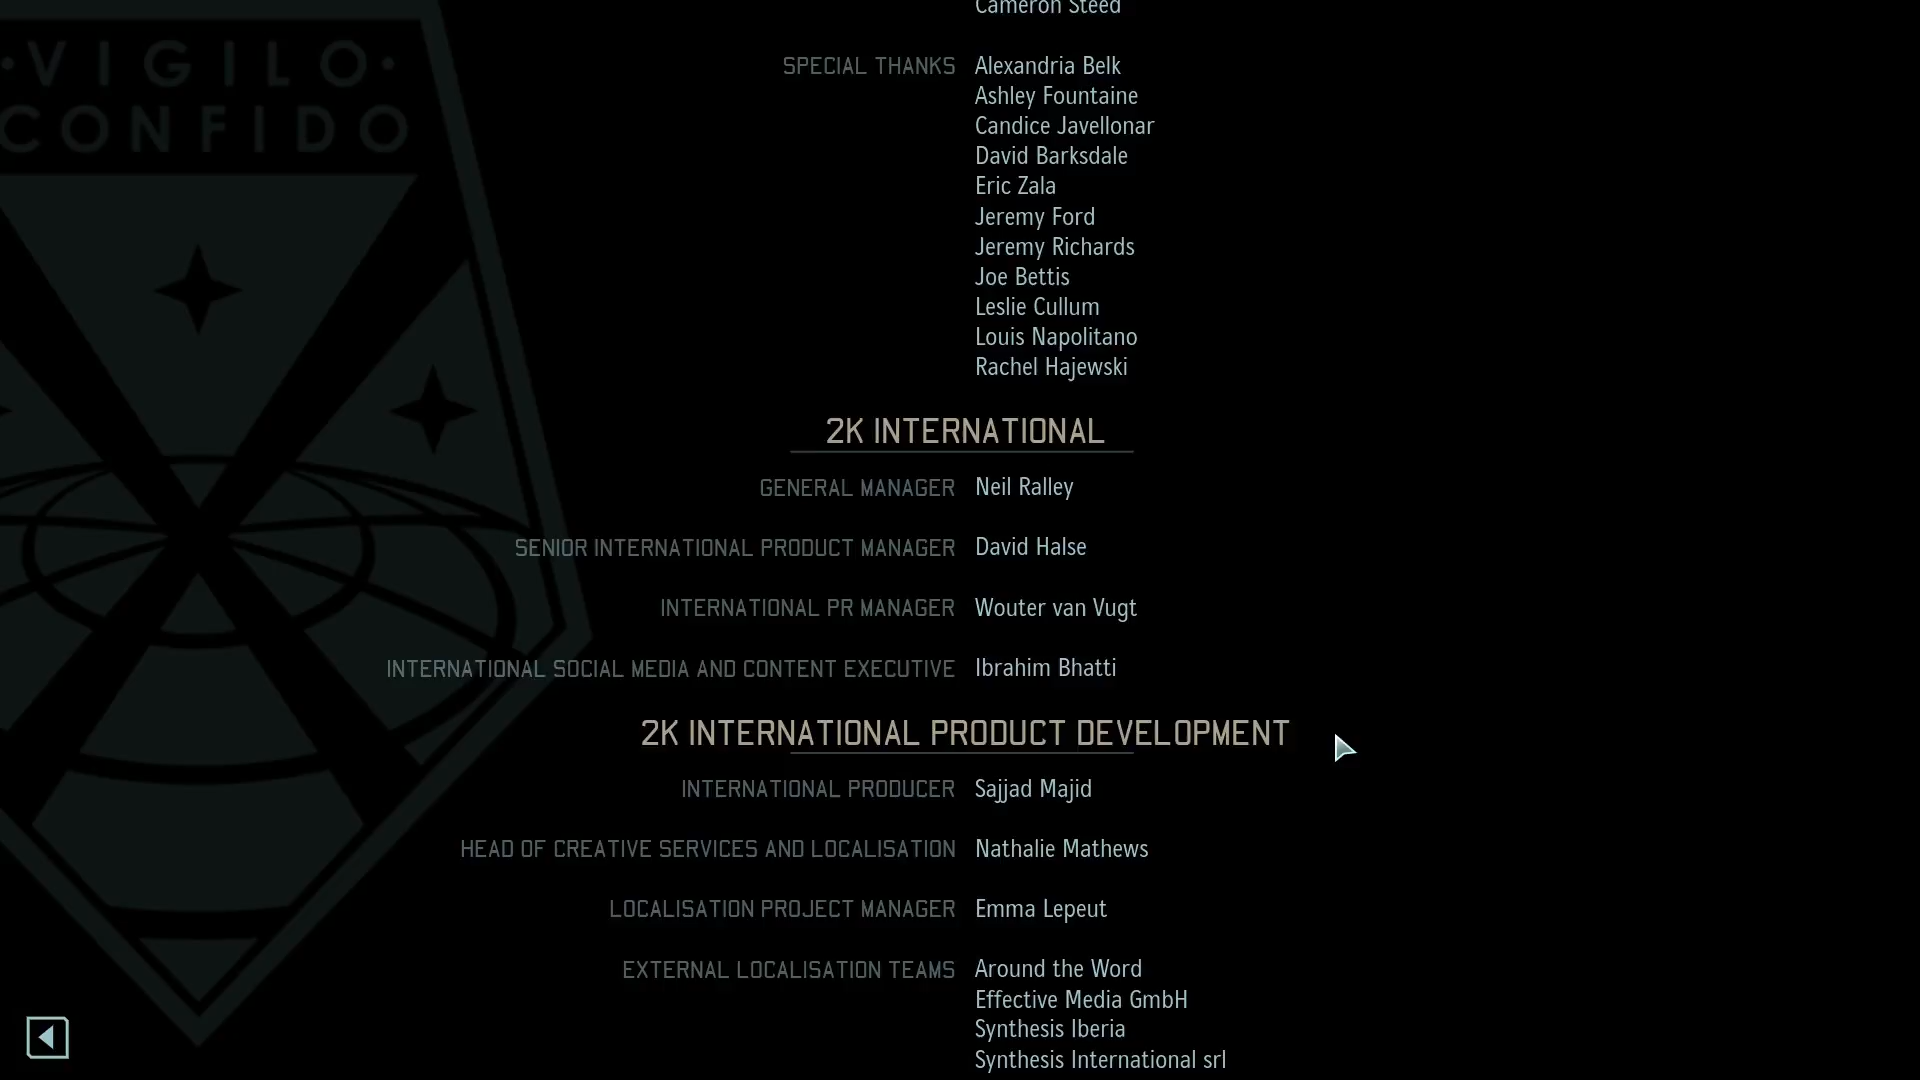 ·VIGILO·
CONFIDO
Cameron Steed
SPECIAL THANKS Alexandria Belk
Ashley Fountaine
Candice Javellonar
David Barksdale
Eric Zala
Jeremy Ford
Jeremy Richards
Joe Bettis
Leslie Cullum
Louis Napolitano
Rachel Hajewski
2K INTERNATIONAL
GENERAL MANAGER Neil Ralley
SENIOR INTERNATIONAL PRODUCT MANAGER David Halse
INTERNATIONAL PR MANAGER Wouter van Vugt
INTERNATIONAL SOCIAL MEDIA AND CONTENT EXECUTIVE Ibrahim Bhatti
2K INTERNATIONAL PRODUCT DEVELOPMENT
INTERNATIONAL PRODUCER Sajjad Majid
HEAD OF CREATIVE SERVICES AND LOCALISATION Nathalie Mathews
LOCALISATION PROJECT MANAGER Emma Lepeut
EXTERNAL LOCALISATION TEAMS Around the Word
Effective Media GmbH
Synthesis Iberia
Synthesis International srl